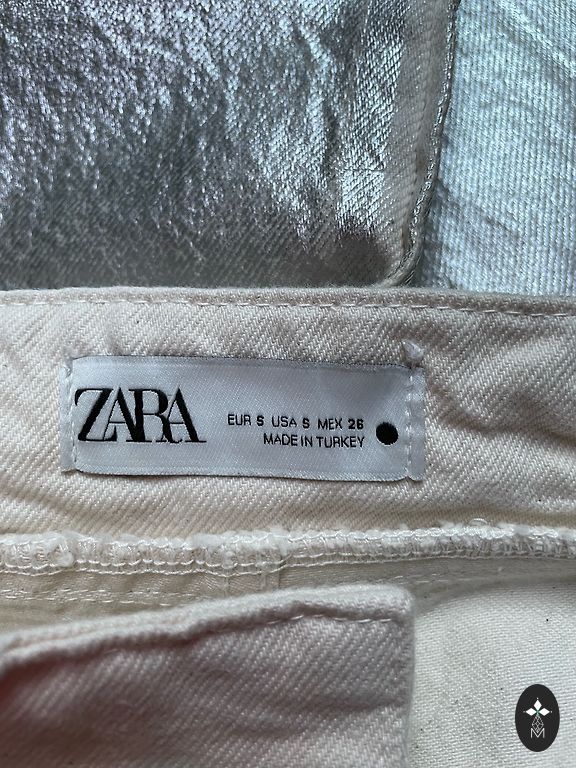 ZARA
EUR S USA S MEX 26
MADE IN TURKEY
M